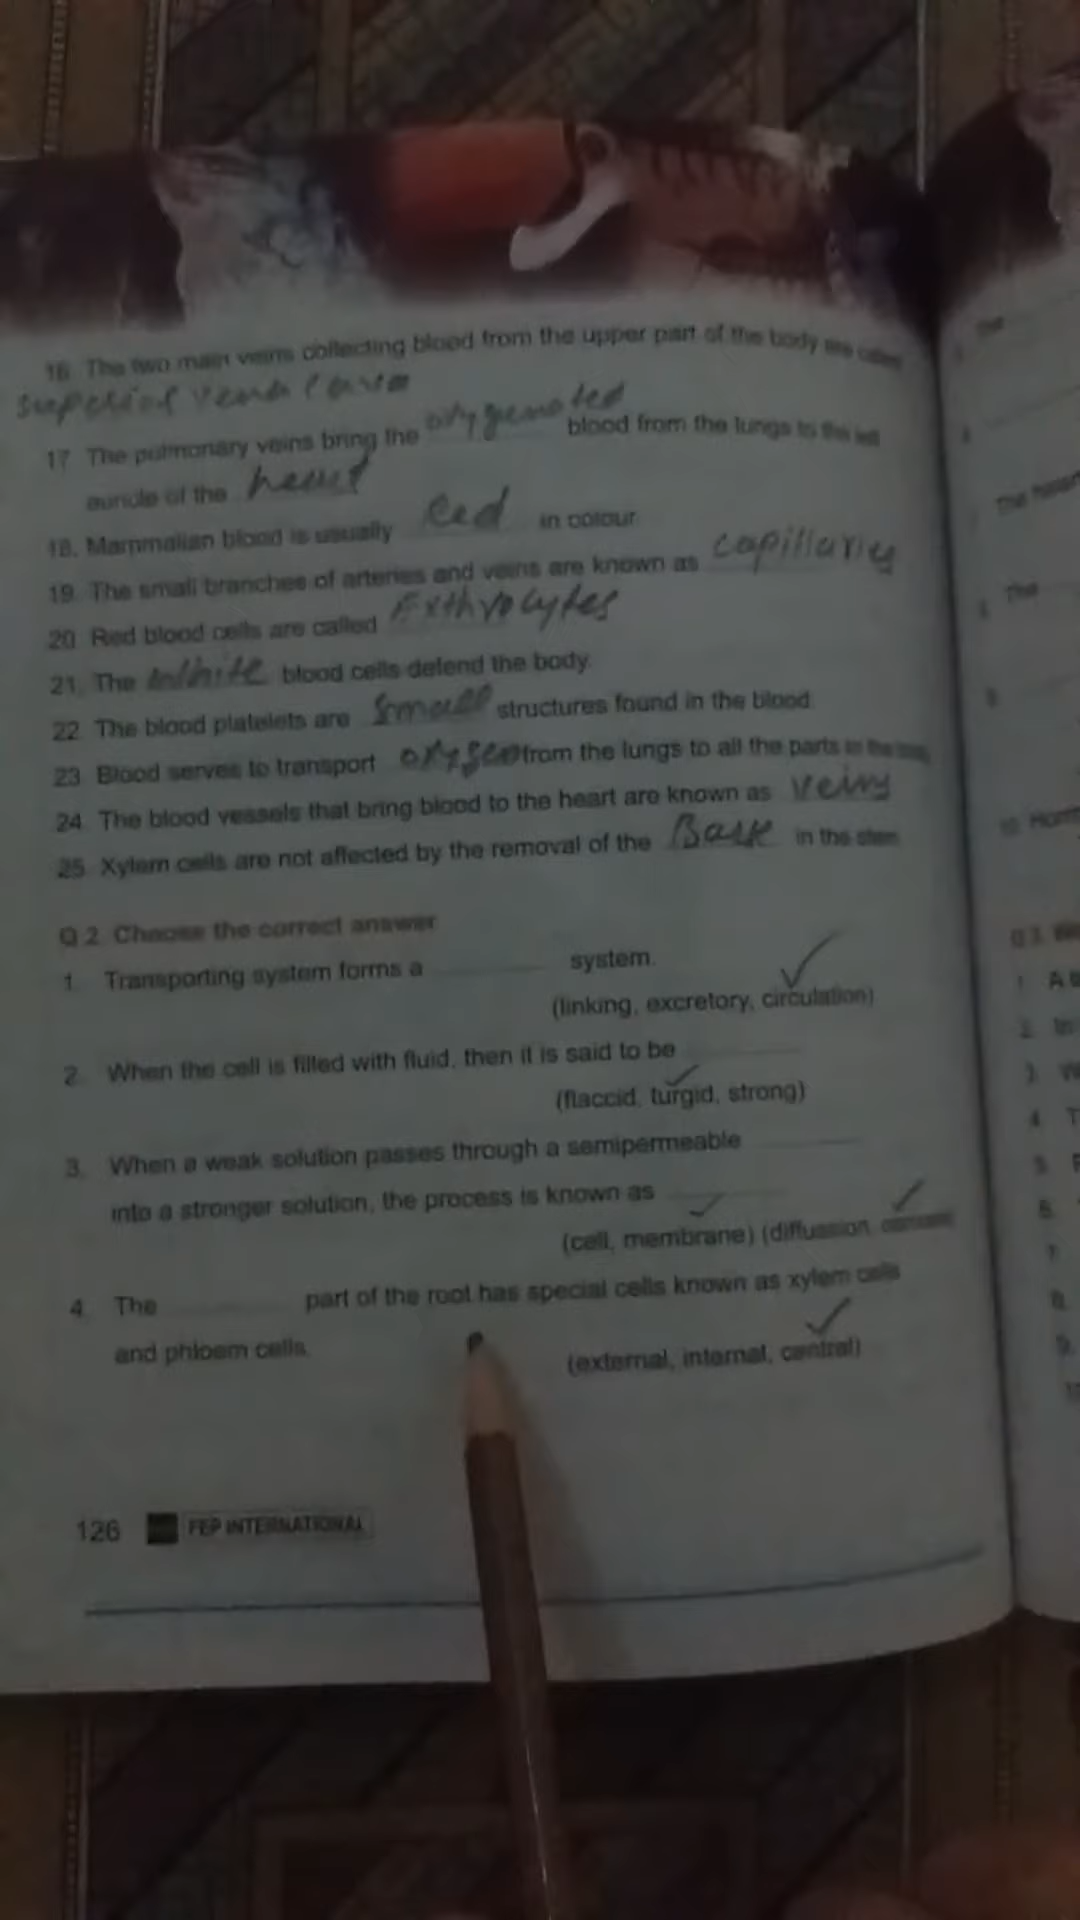 16. The two main veins collecting blood from the upper part of the body are called
superior vena cava
17. The pulmonary veins bring the oxygenated blood from the lungs to the left
auricle of the heart
18. Mammalian blood is usually red in colour
19. The small branches of arteries and veins are known as capillaries
20. Red blood cells are called
21. The white blood cells defend the body.
22. The blood platelets are small structures found in the blood.
23. Blood serves to transport oxygen from the lungs to all the parts
24. The blood vessels that bring blood to the heart are known as veins
25. Xylem cells are not affected by the removal of the Bark in the stem
Q.2. Choose the correct answer
1. Transporting system forms a system.
(linking, excretory, circulation)
2. When the cell is filled with fluid, then it is said to be
(flaccid, turgid, strong)
3. When a weak solution passes through a semipermeable
into a stronger solution, the process is known as
(cell, membrane) (diffussion, osmosis)
4. The part of the root has special cells known as xylem cells
and phloem cells.
(external, internal, central)
126 FEP INTERNATIONAL